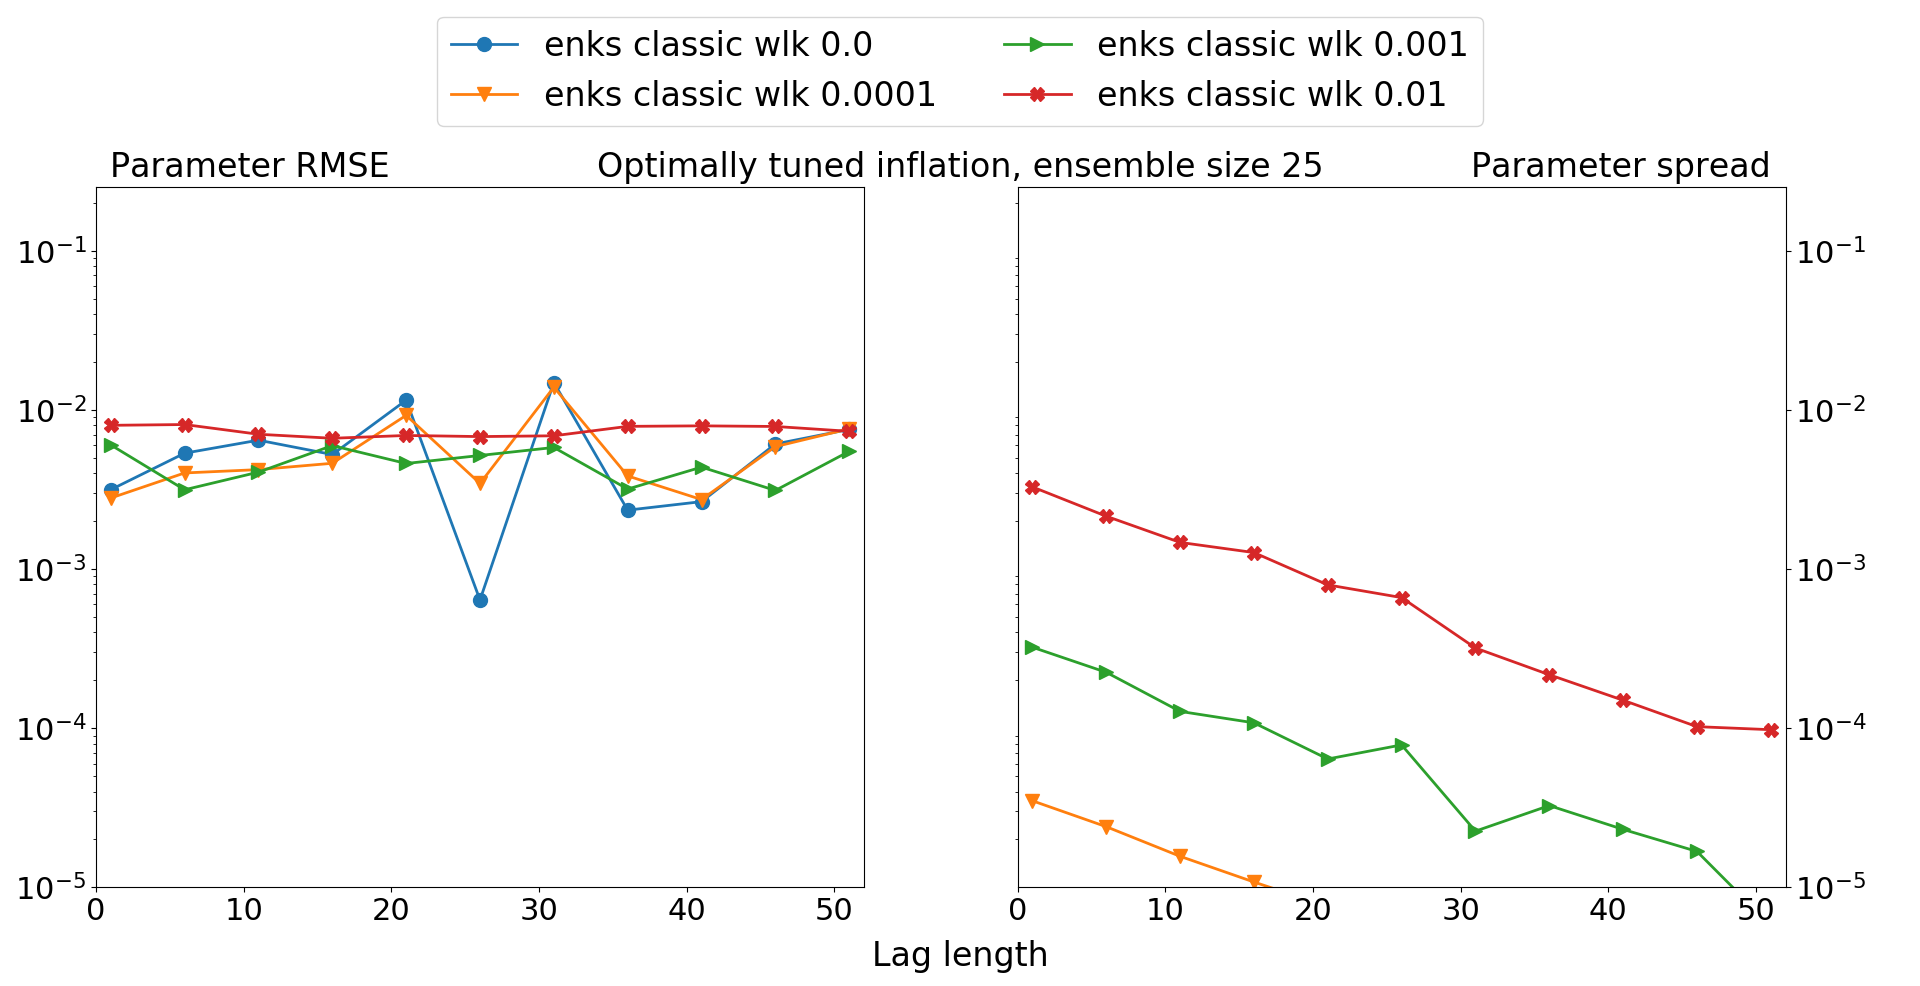 enks classic wlk 0.0
enks classic wlk 0.0001
enks classic wlk 0.001
enks classic wlk 0.01
Parameter RMSE
Optimally tuned inflation, ensemble size 25
Parameter spread
10⁻¹
10⁻²
10⁻³
10⁻⁴
10⁻⁵
0 10 20 30 40 50
10⁻¹
10⁻²
10⁻³
10⁻⁴
10⁻⁵
0 10 20 30 40 50
Lag length